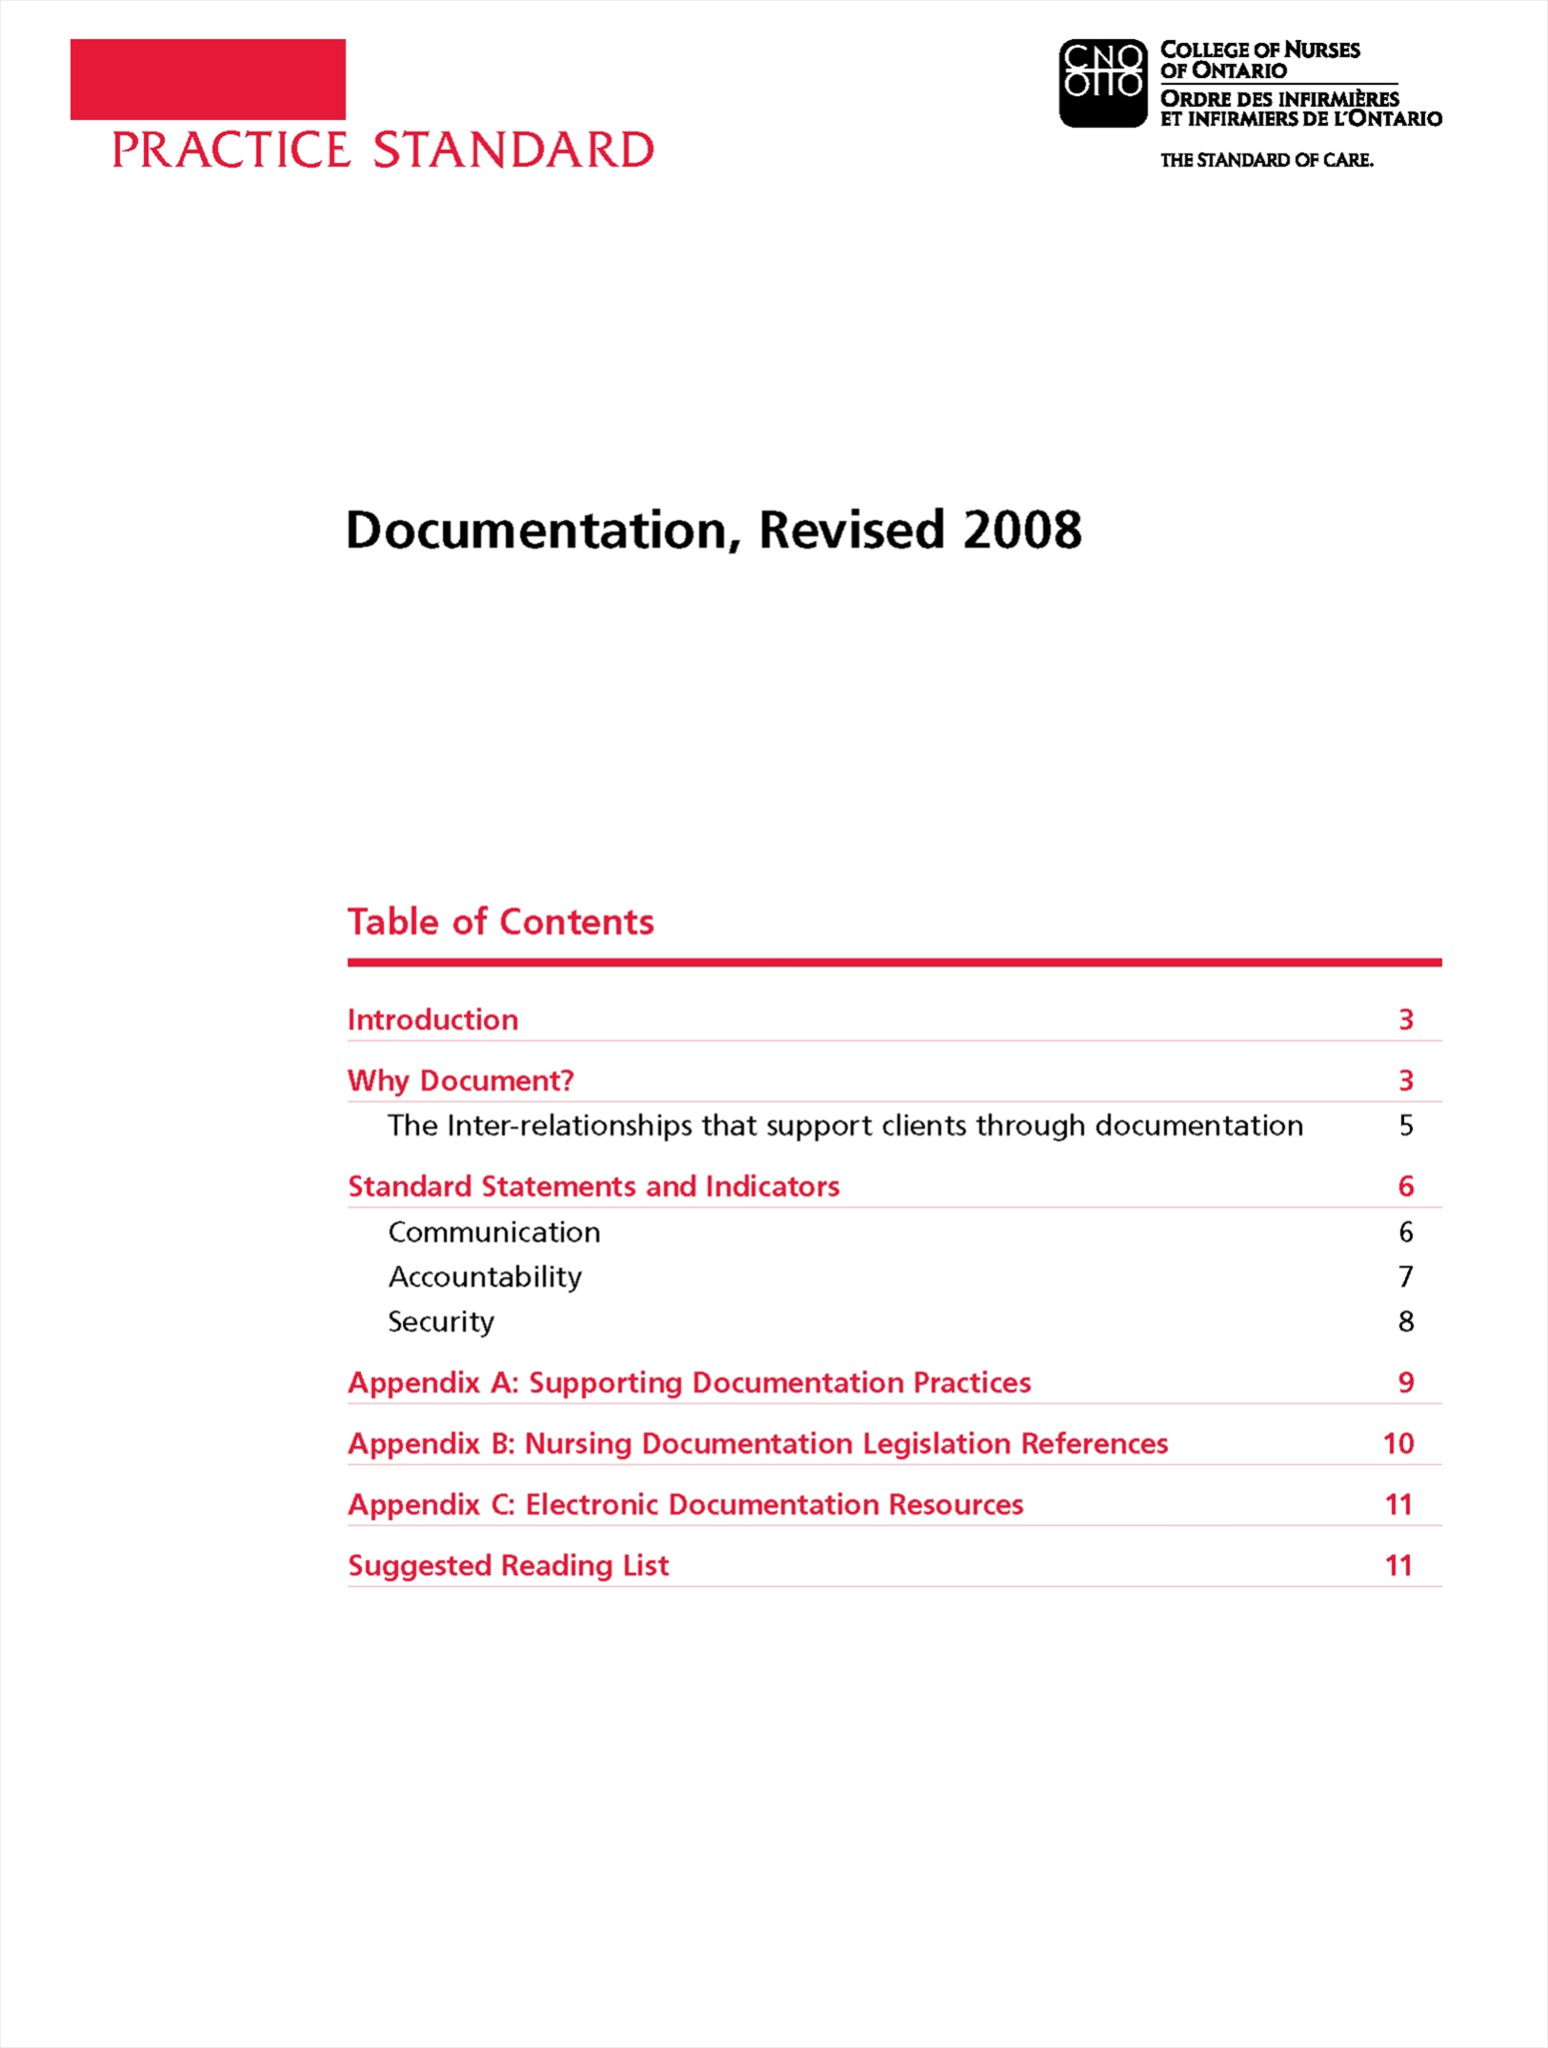 PRACTICE STANDARD
CNO
OIIO
COLLEGE OF NURSES
OF ONTARIO
ORDRE DES INFIRMIÈRES
ET INFIRMIERS DE L'ONTARIO
THE STANDARD OF CARE.
Documentation, Revised 2008
Table of Contents
Introduction 3
Why Document? 3
The Inter-relationships that support clients through documentation 5
Standard Statements and Indicators 6
Communication 6
Accountability 7
Security 8
Appendix A: Supporting Documentation Practices 9
Appendix B: Nursing Documentation Legislation References 10
Appendix C: Electronic Documentation Resources 11
Suggested Reading List 11